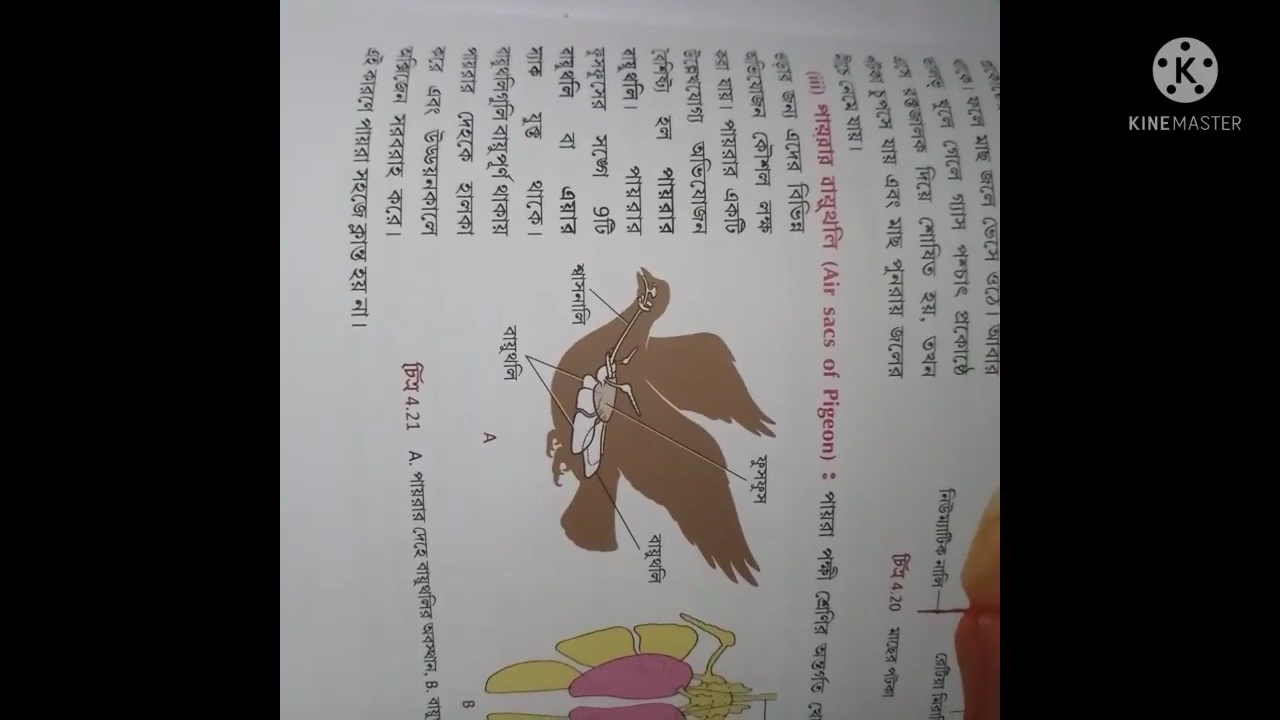 থাকে। ফলে মাছ জলে ভেসে ওঠে। আবার
খুলে গেলে গ্যাস পশ্চাৎ প্রকোষ্ঠে
এসে রক্তজালক দিয়ে শোষিত হয়, তখন
চুপসে যায় এবং মাছ পুনরায় জলের
নেমে যায়।
নিউম্যাটিক নালি
রেটিয়া
চিত্র 4.20 মাছের পটকা
(iii) পায়রার বায়ুথলি (Air sacs of Pigeon) : পায়রা পক্ষী শ্রেণির অন্তর্গত
ওড়ার জন্য এদের বিভিন্ন
অভিযোজন কৌশল লক্ষ
করা যায়। পায়রার একটি
উল্লেখযোগ্য অভিযোজন
বৈশিষ্ট্য হল পায়রার
বায়ুথলি। পায়রার
ফুসফুসের সঙ্গে 9টি
বায়ুথলি বা এয়ার
স্যাক যুক্ত থাকে।
বায়ুথলিগুলি বায়ুপূর্ণ থাকায়
পায়রার দেহকে হালকা
করে এবং উড্ডয়নকালে
অক্সিজেন সরবরাহ করে।
এই কারণে পায়রা সহজে ক্লান্ত হয় না।
ফুসফুস
বায়ুথলি
শ্বাসনালি
বায়ুথলি
A
B
চিত্র 4.21 A. পায়রার দেহে বায়ুথলির অবস্থান, B.
K
KINEMASTER